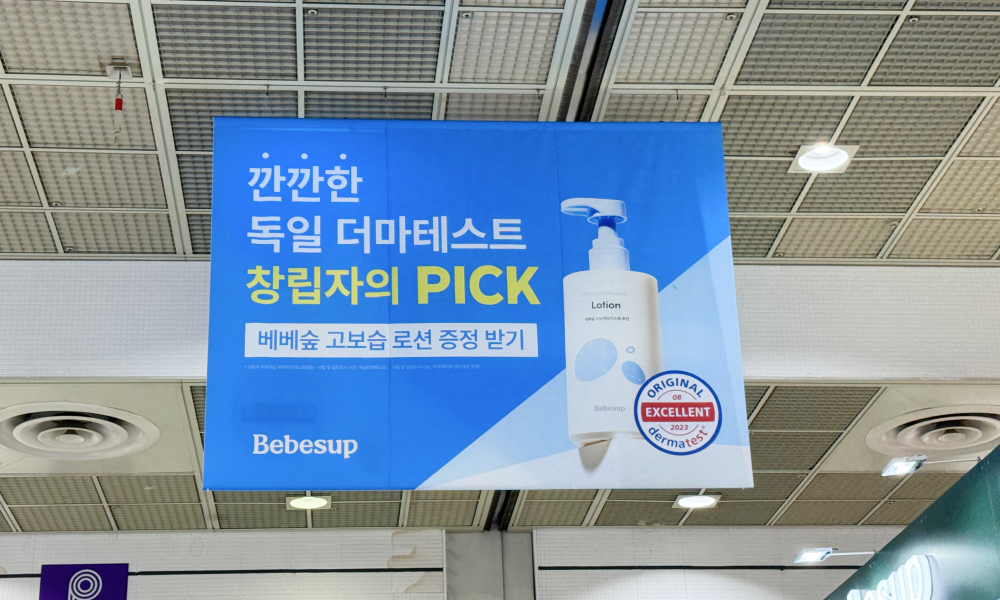 깐깐한
독일 더마테스트
창립자의 PICK
베베숲 고보습 로션 증정 받기
Bebesup
Lotion
Bebesup
ORIGINAL
08
EXCELLENT
2023
dermatest®